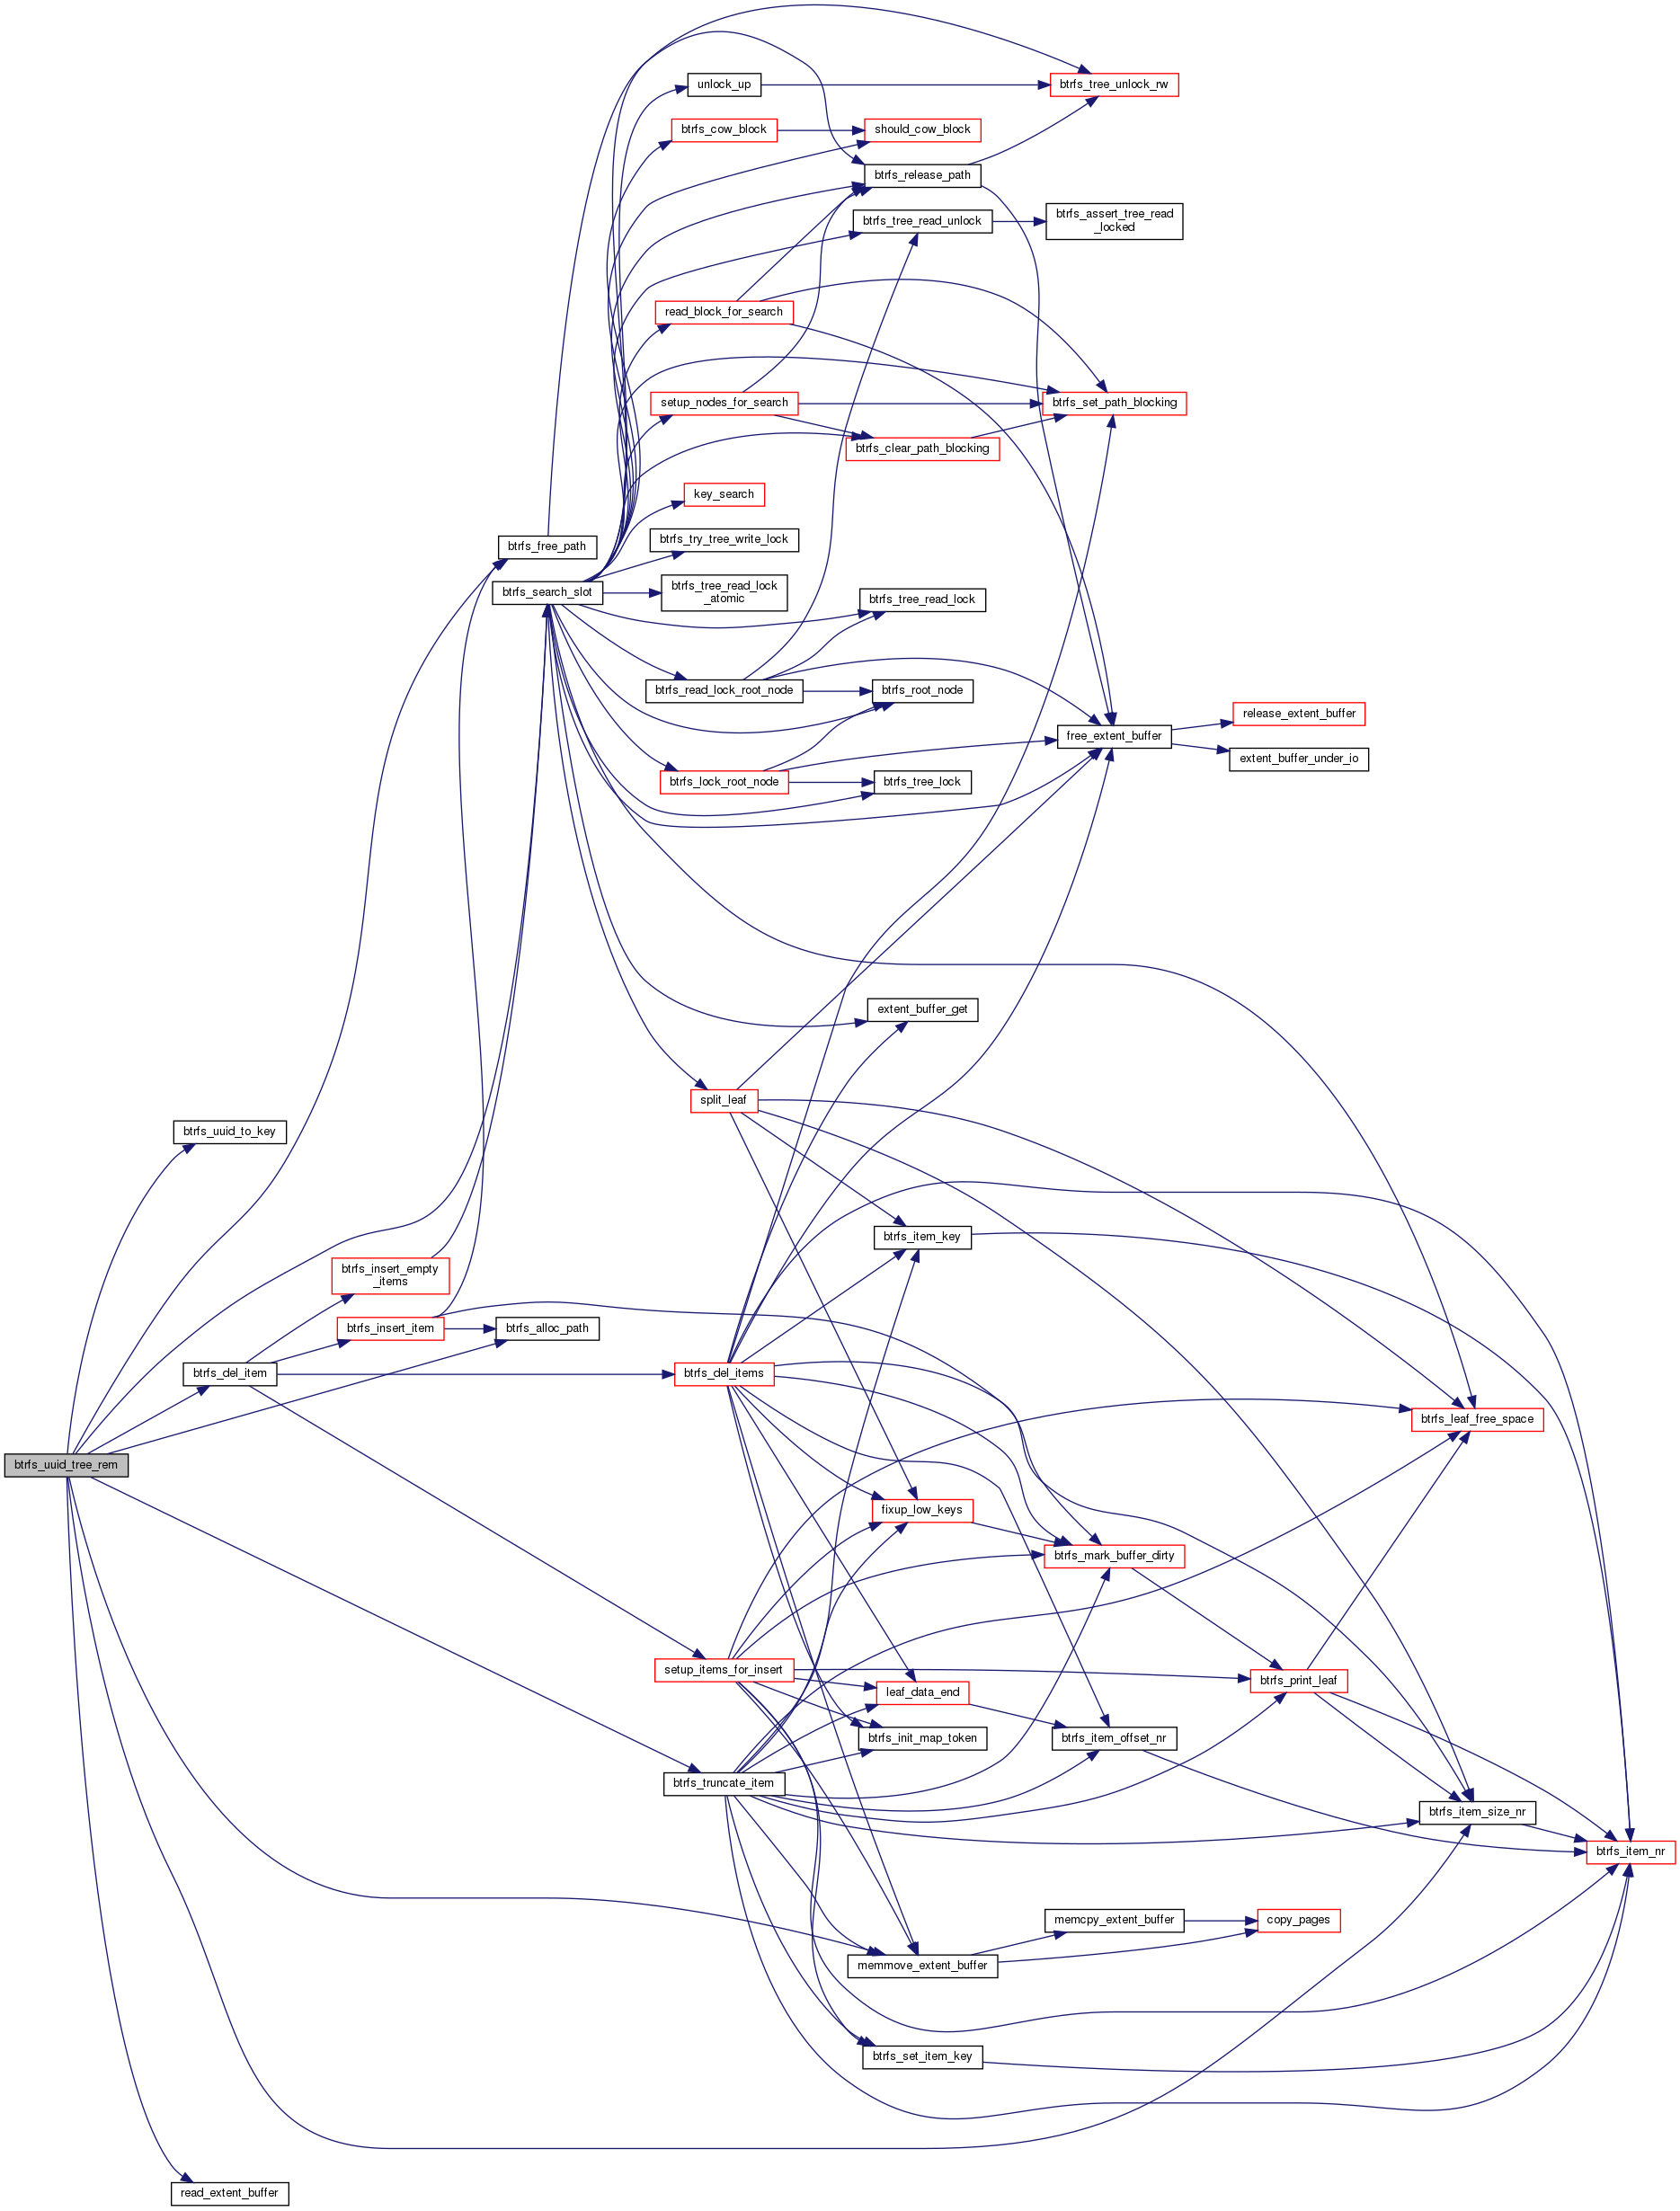 btrfs_tree_unlock_rw
unlock_up
btrfs_cow_block
should_cow_block
btrfs_release_path
btrfs_tree_read_unlock
btrfs_assert_tree_read
_locked
read_block_for_search
setup_nodes_for_search
btrfs_set_path_blocking
btrfs_clear_path_blocking
key_search
btrfs_try_tree_write_lock
btrfs_free_path
btrfs_search_slot
btrfs_tree_read_lock
_atomic
btrfs_tree_read_lock
btrfs_read_lock_root_node
btrfs_root_node
release_extent_buffer
free_extent_buffer
extent_buffer_under_io
btrfs_lock_root_node
btrfs_tree_lock
extent_buffer_get
split_leaf
btrfs_uuid_to_key
btrfs_item_key
btrfs_insert_empty
_items
btrfs_insert_item
btrfs_alloc_path
btrfs_del_item
btrfs_del_items
btrfs_leaf_free_space
btrfs_uuid_tree_rem
fixup_low_keys
btrfs_mark_buffer_dirty
setup_items_for_insert
btrfs_print_leaf
leaf_data_end
btrfs_init_map_token
btrfs_item_offset_nr
btrfs_truncate_item
btrfs_item_size_nr
btrfs_item_nr
memcpy_extent_buffer
copy_pages
memmove_extent_buffer
btrfs_set_item_key
read_extent_buffer